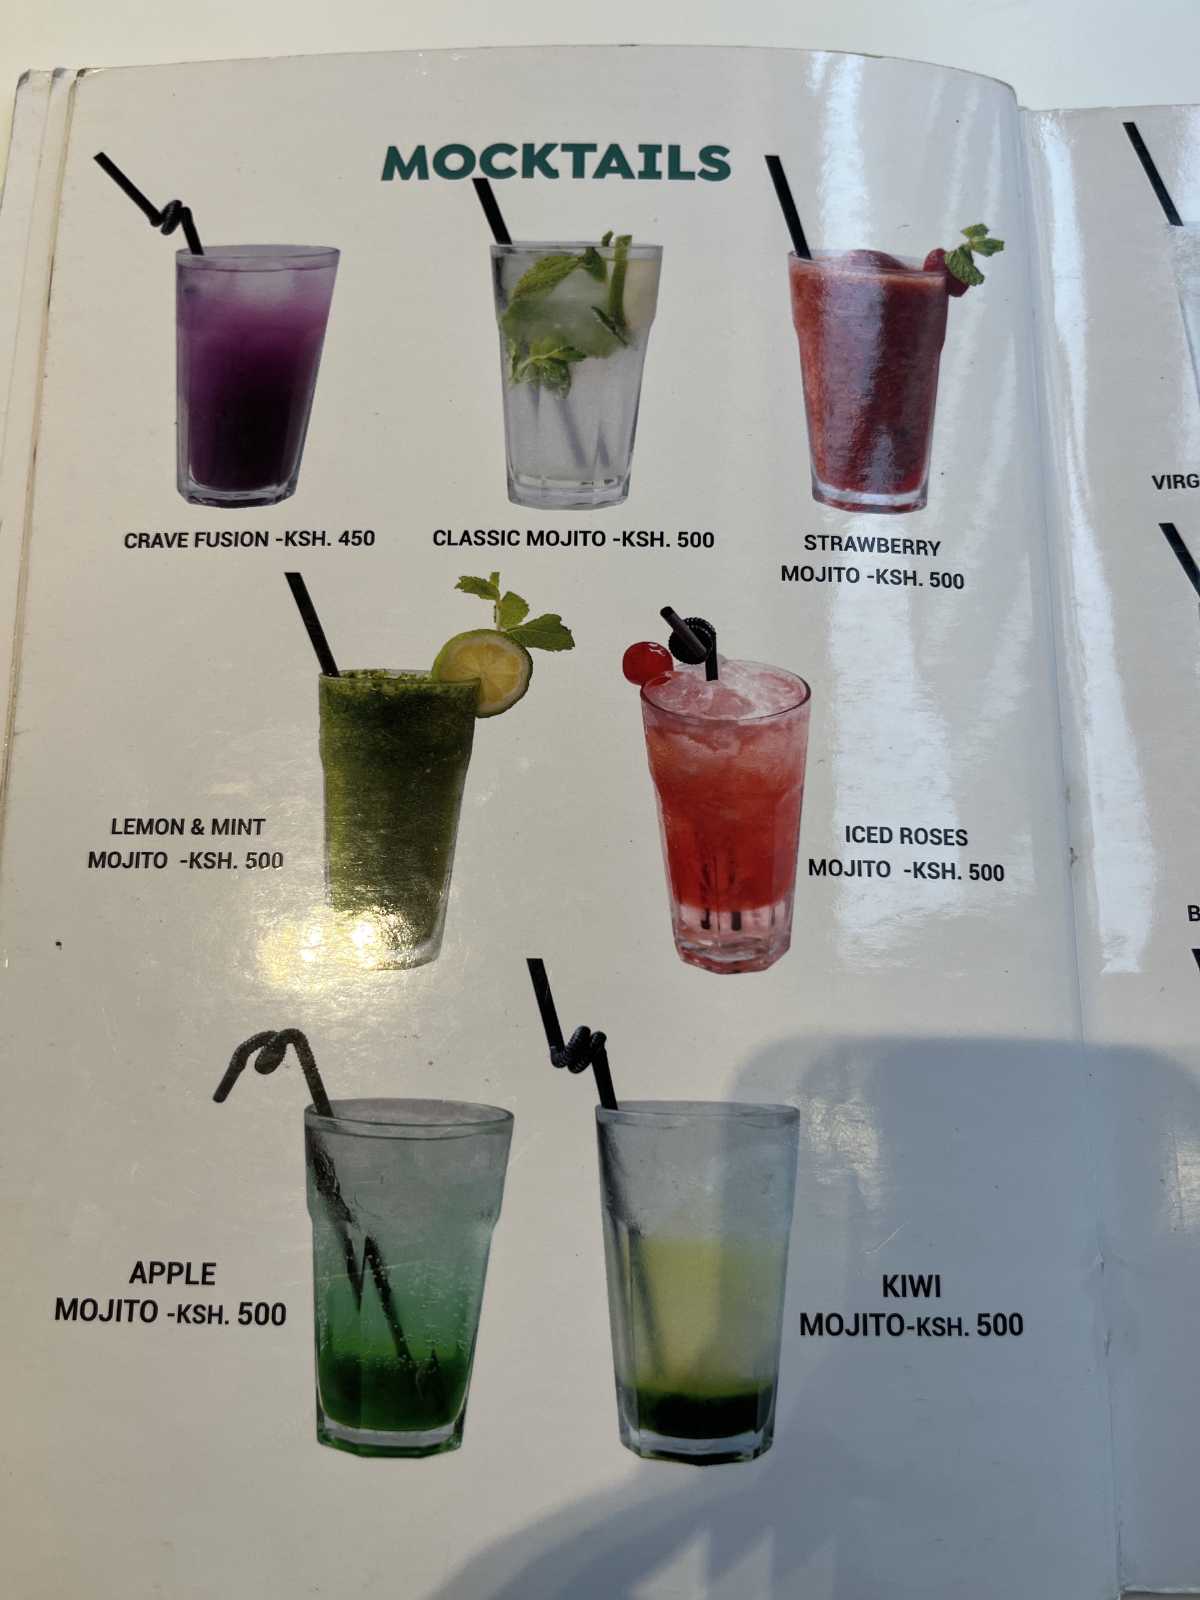 MOCKTAILS
CRAVE FUSION -KSH. 450
CLASSIC MOJITO -KSH. 500
STRAWBERRY
MOJITO -KSH. 500
LEMON & MINT
MOJITO -KSH. 500
ICED ROSES
MOJITO -KSH. 500
APPLE
MOJITO -KSH. 500
KIWI
MOJITO-KSH. 500
VIRG
B